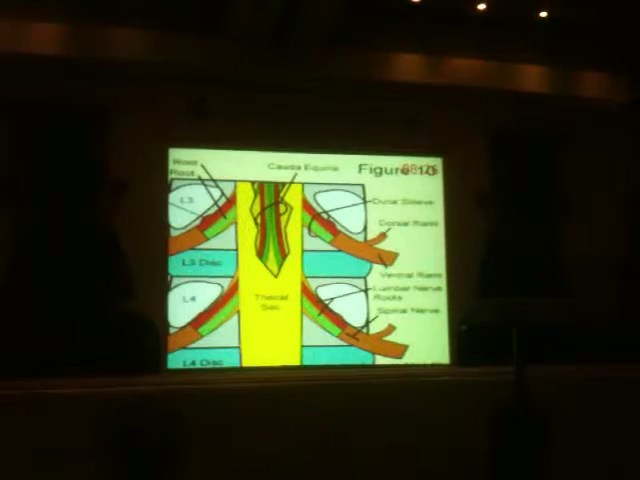 Root
Cauda Equina
Figure 10
L3
Dural Sleeve
Dorsal Rami
L3 Disc
Ventral Rami
L4
Thecal
Sac
Lumbar Nerve
Roots
Spinal Nerve
L4 Disc